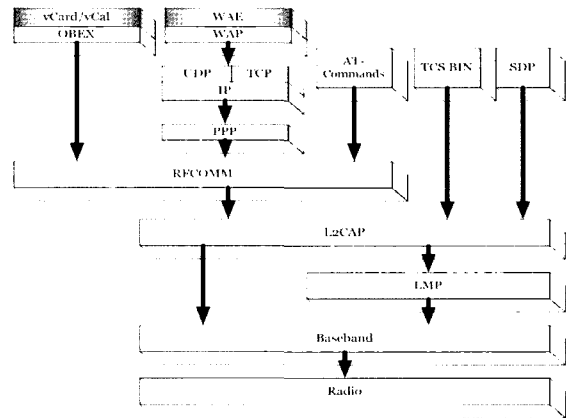 vCard/vCal
WAE
OBEX
WAP
UDP TCP
IP
AT-
Commands
TCS BIN
SDP
PPP
RFCOMM
L2CAP
LMP
Baseband
Radio